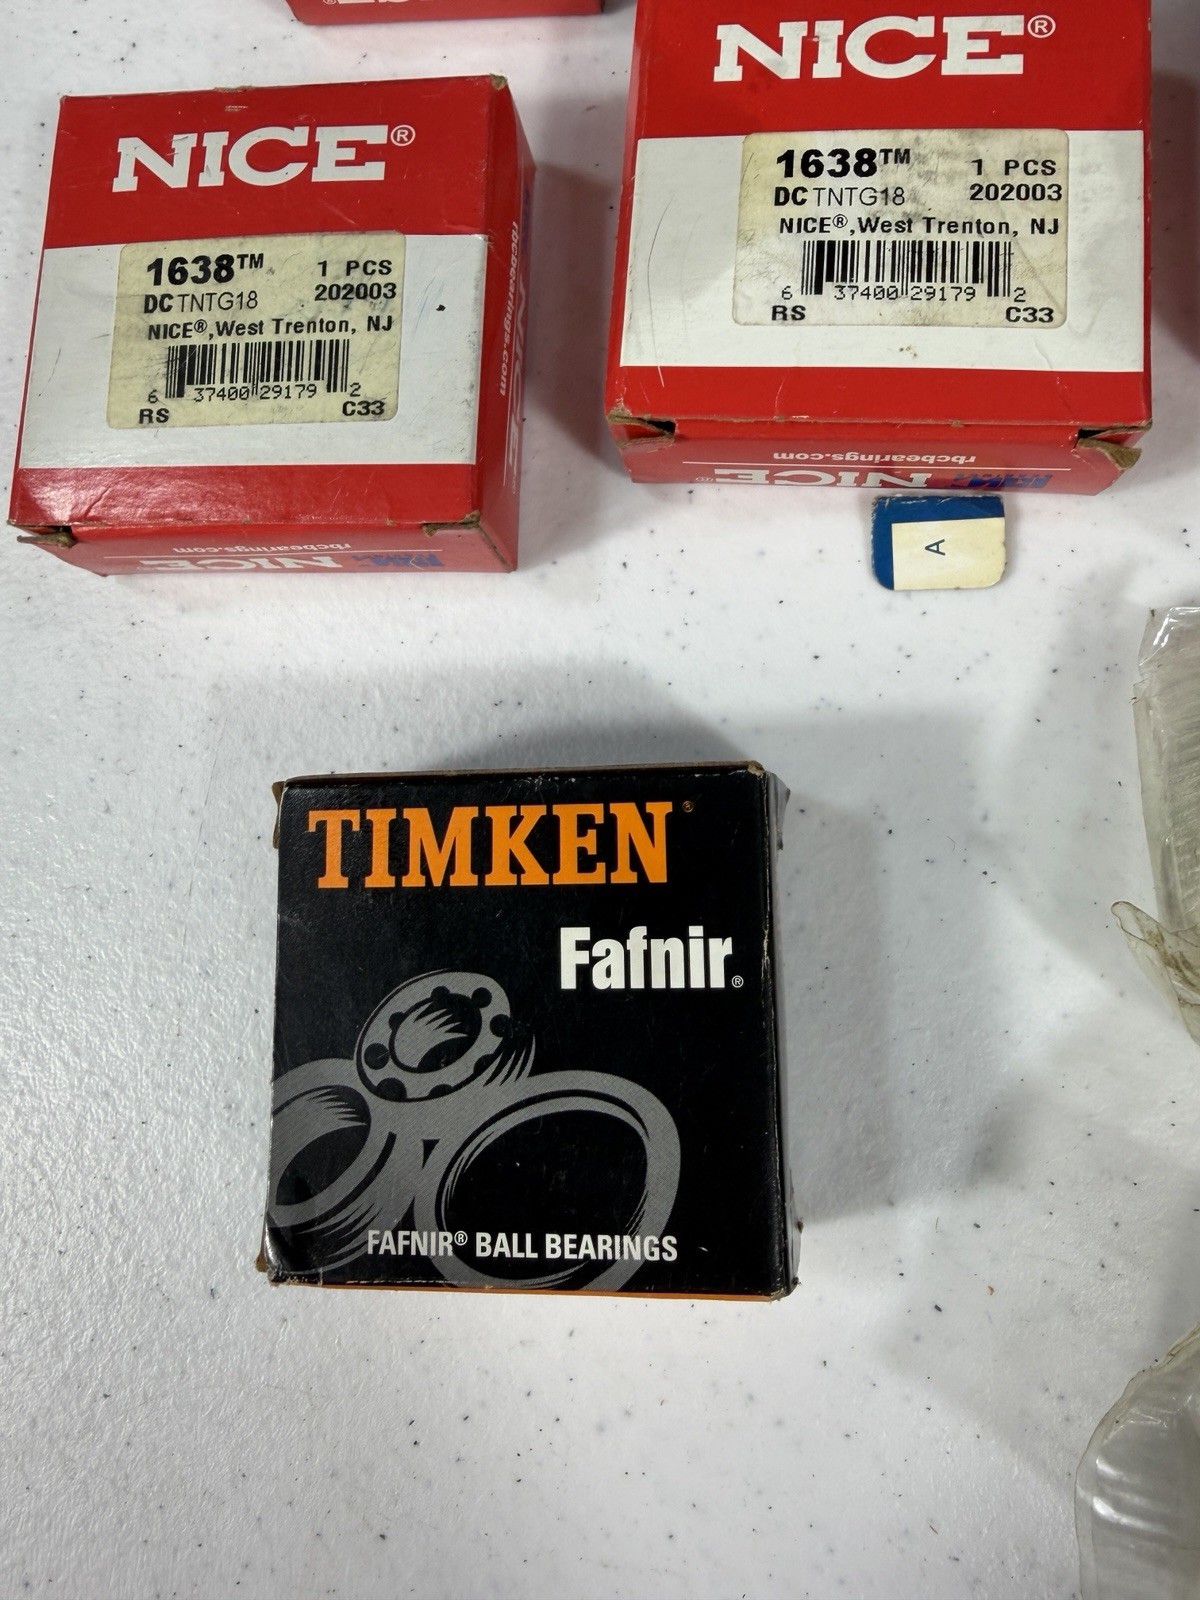 NICE®
1638™ 1 PCS
DC TNTG18 202003
NICE®, West Trenton, NJ
6 37400 29179 2
RS C33
rbcbearings.com
NICE
rbcbearings.com
NICE®
1638™ 1 PCS
DC TNTG18 202003
NICE®, West Trenton, NJ
6 37400 29179 2
RS C33
rbcbearings.com
NICE®
A
TIMKEN®
Fafnir®
FAFNIR® BALL BEARINGS